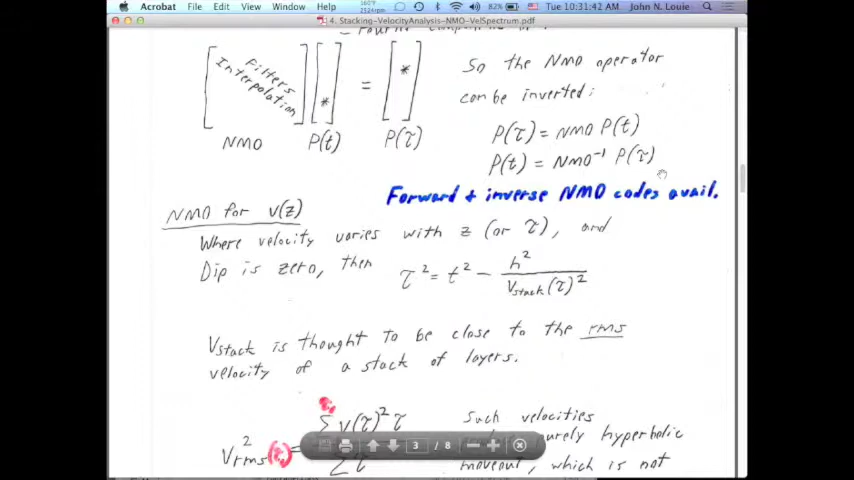 Acrobat File Edit View Window Help 82% Tue 10:31:42 AM John N. Louie
4. Stacking-VelocityAnalysis-NMO-VelSpectrum.pdf
Filters
Interpolation
* = *
NMO P(t) P(τ)
So the NMO operator
can be inverted:
P(τ) = NMO P(t)
P(t) = NMO⁻¹ P(τ)
Forward + inverse NMO codes avail.
NMO for v(z)
Where velocity varies with z (or τ), and
Dip is zero, then τ² = t² - h² / Vstack(τ)²
Vstack is thought to be close to the rms
velocity of a stack of layers.
Vrms² = Σ v(τ)² τ / Σ τ
Such velocities
hyperbolic
moveout, which is not
3 / 8